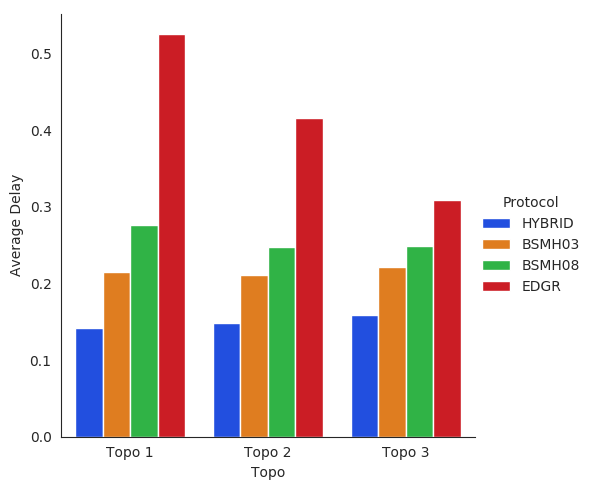 0.5
0.4
0.3
0.2
0.1
0.0
Average Delay
Topo 1
Topo 2
Topo 3
Topo
Protocol
HYBRID
BSMH03
BSMH08
EDGR